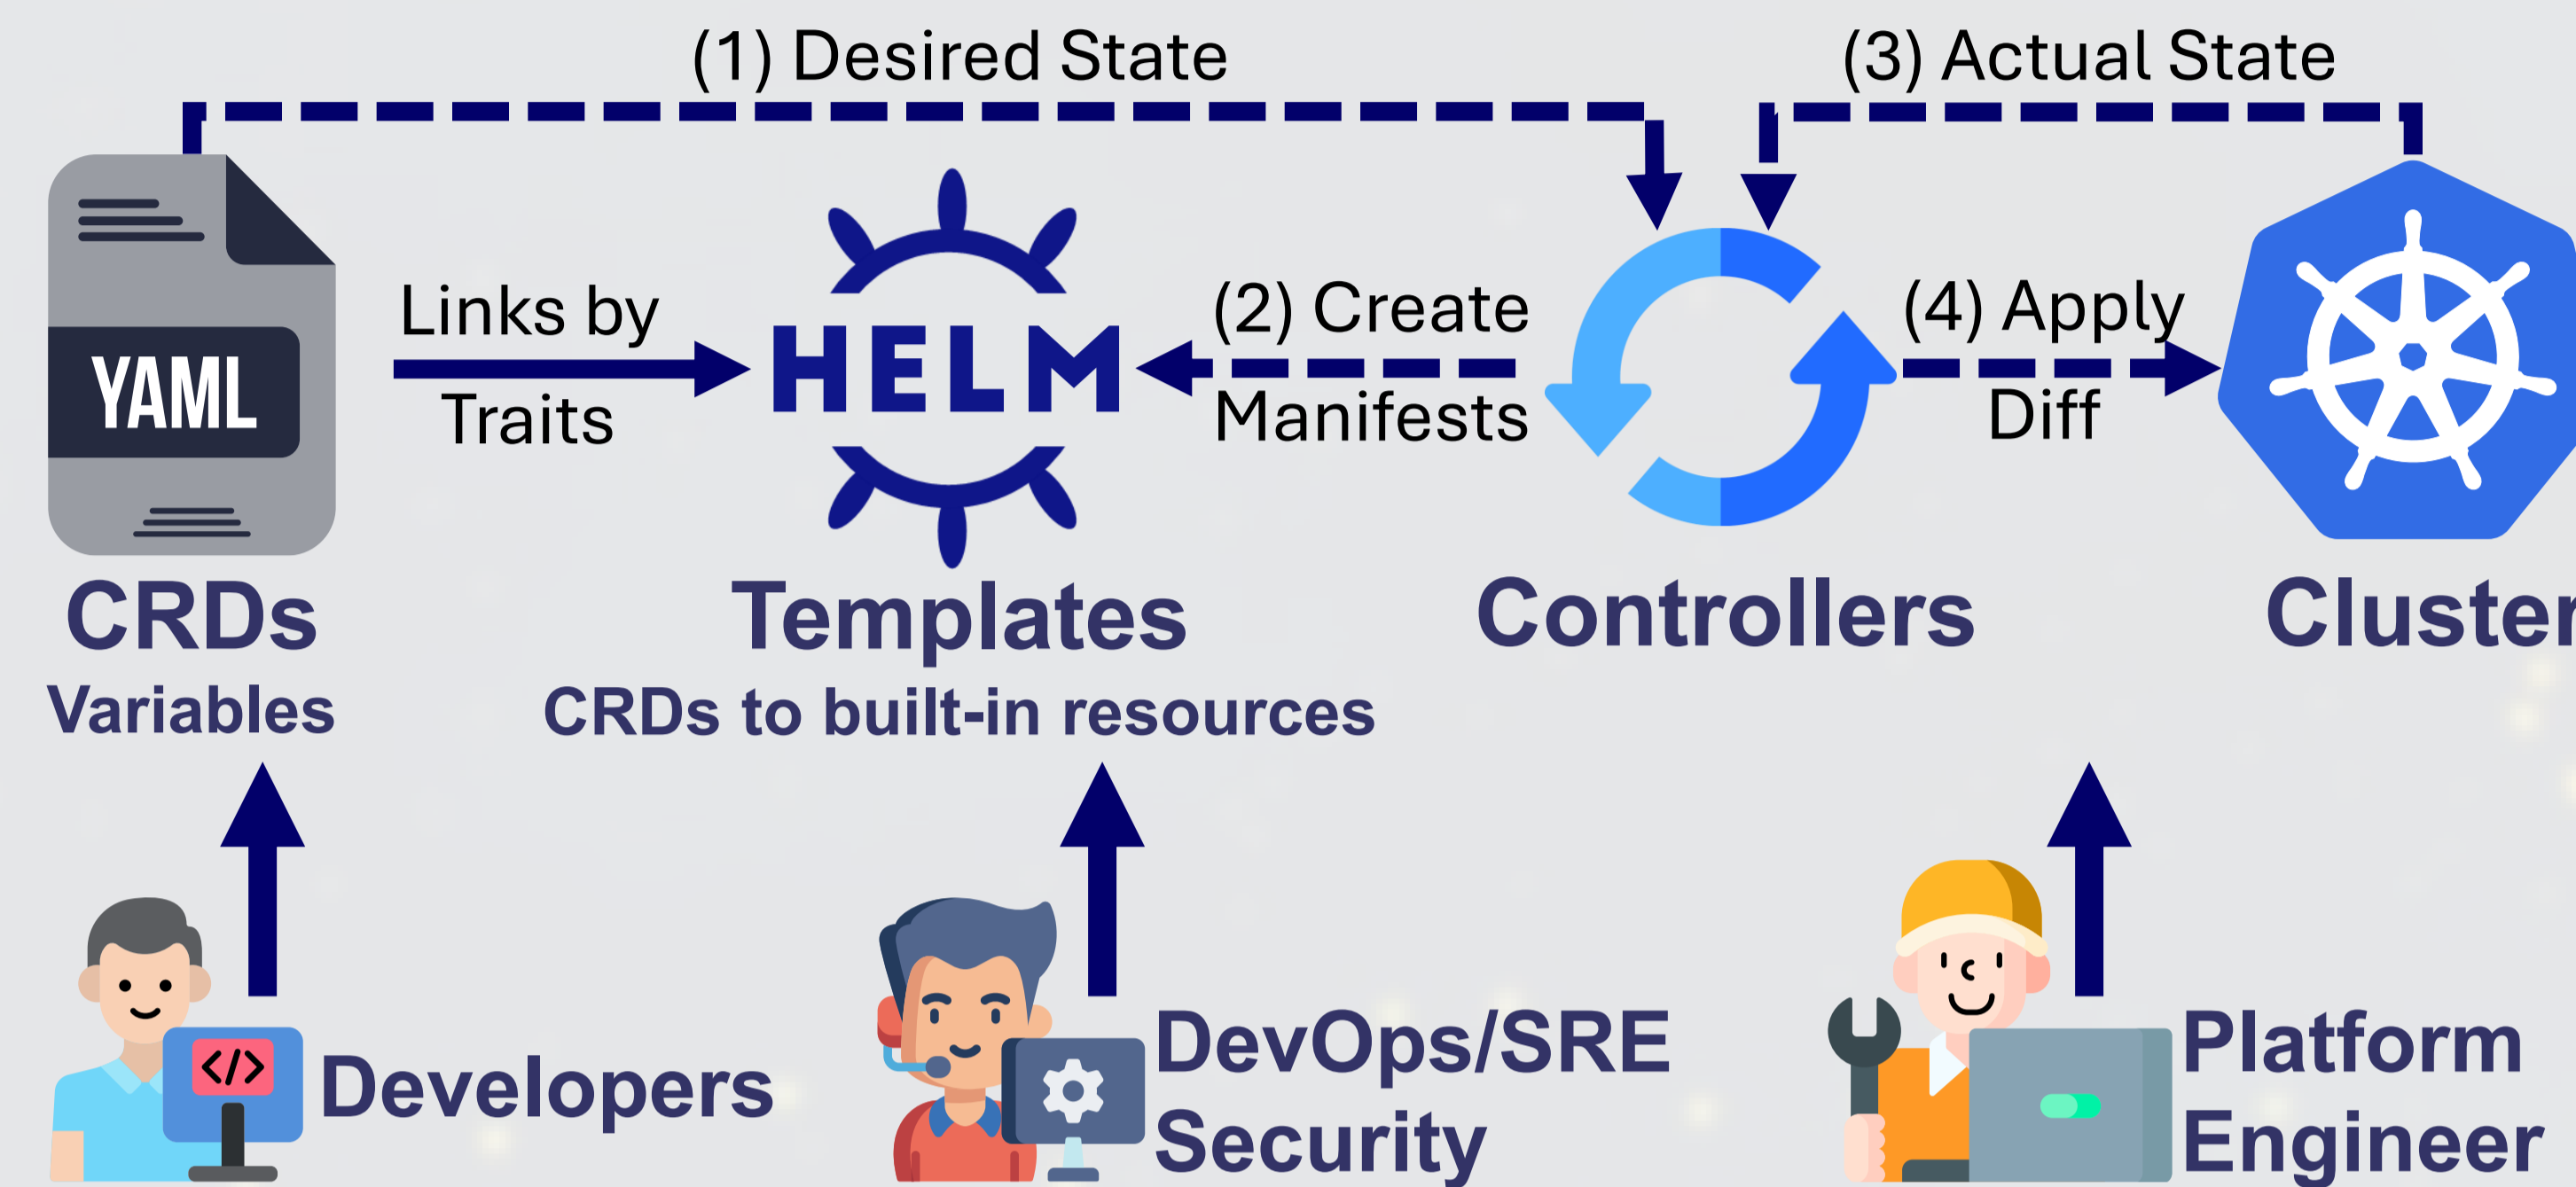 (1) Desired State
(3) Actual State
YAML
Links by
Traits
HELM
(2) Create
Manifests
(4) Apply
Diff
CRDs
Templates
Controllers
Cluster
Variables
CRDs to built-in resources
</>
Developers
DevOps/SRE
Security
Platform
Engineer